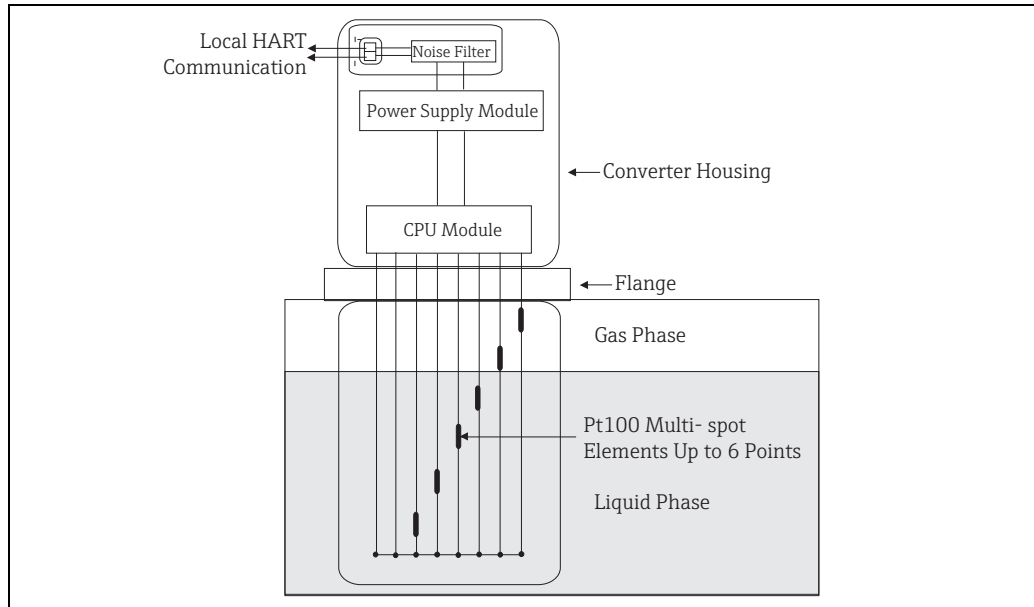 Local HART
Communication
Noise Filter
Power Supply Module
Converter Housing
CPU Module
Flange
Gas Phase
Pt100 Multi- spot
Elements Up to 6 Points
Liquid Phase